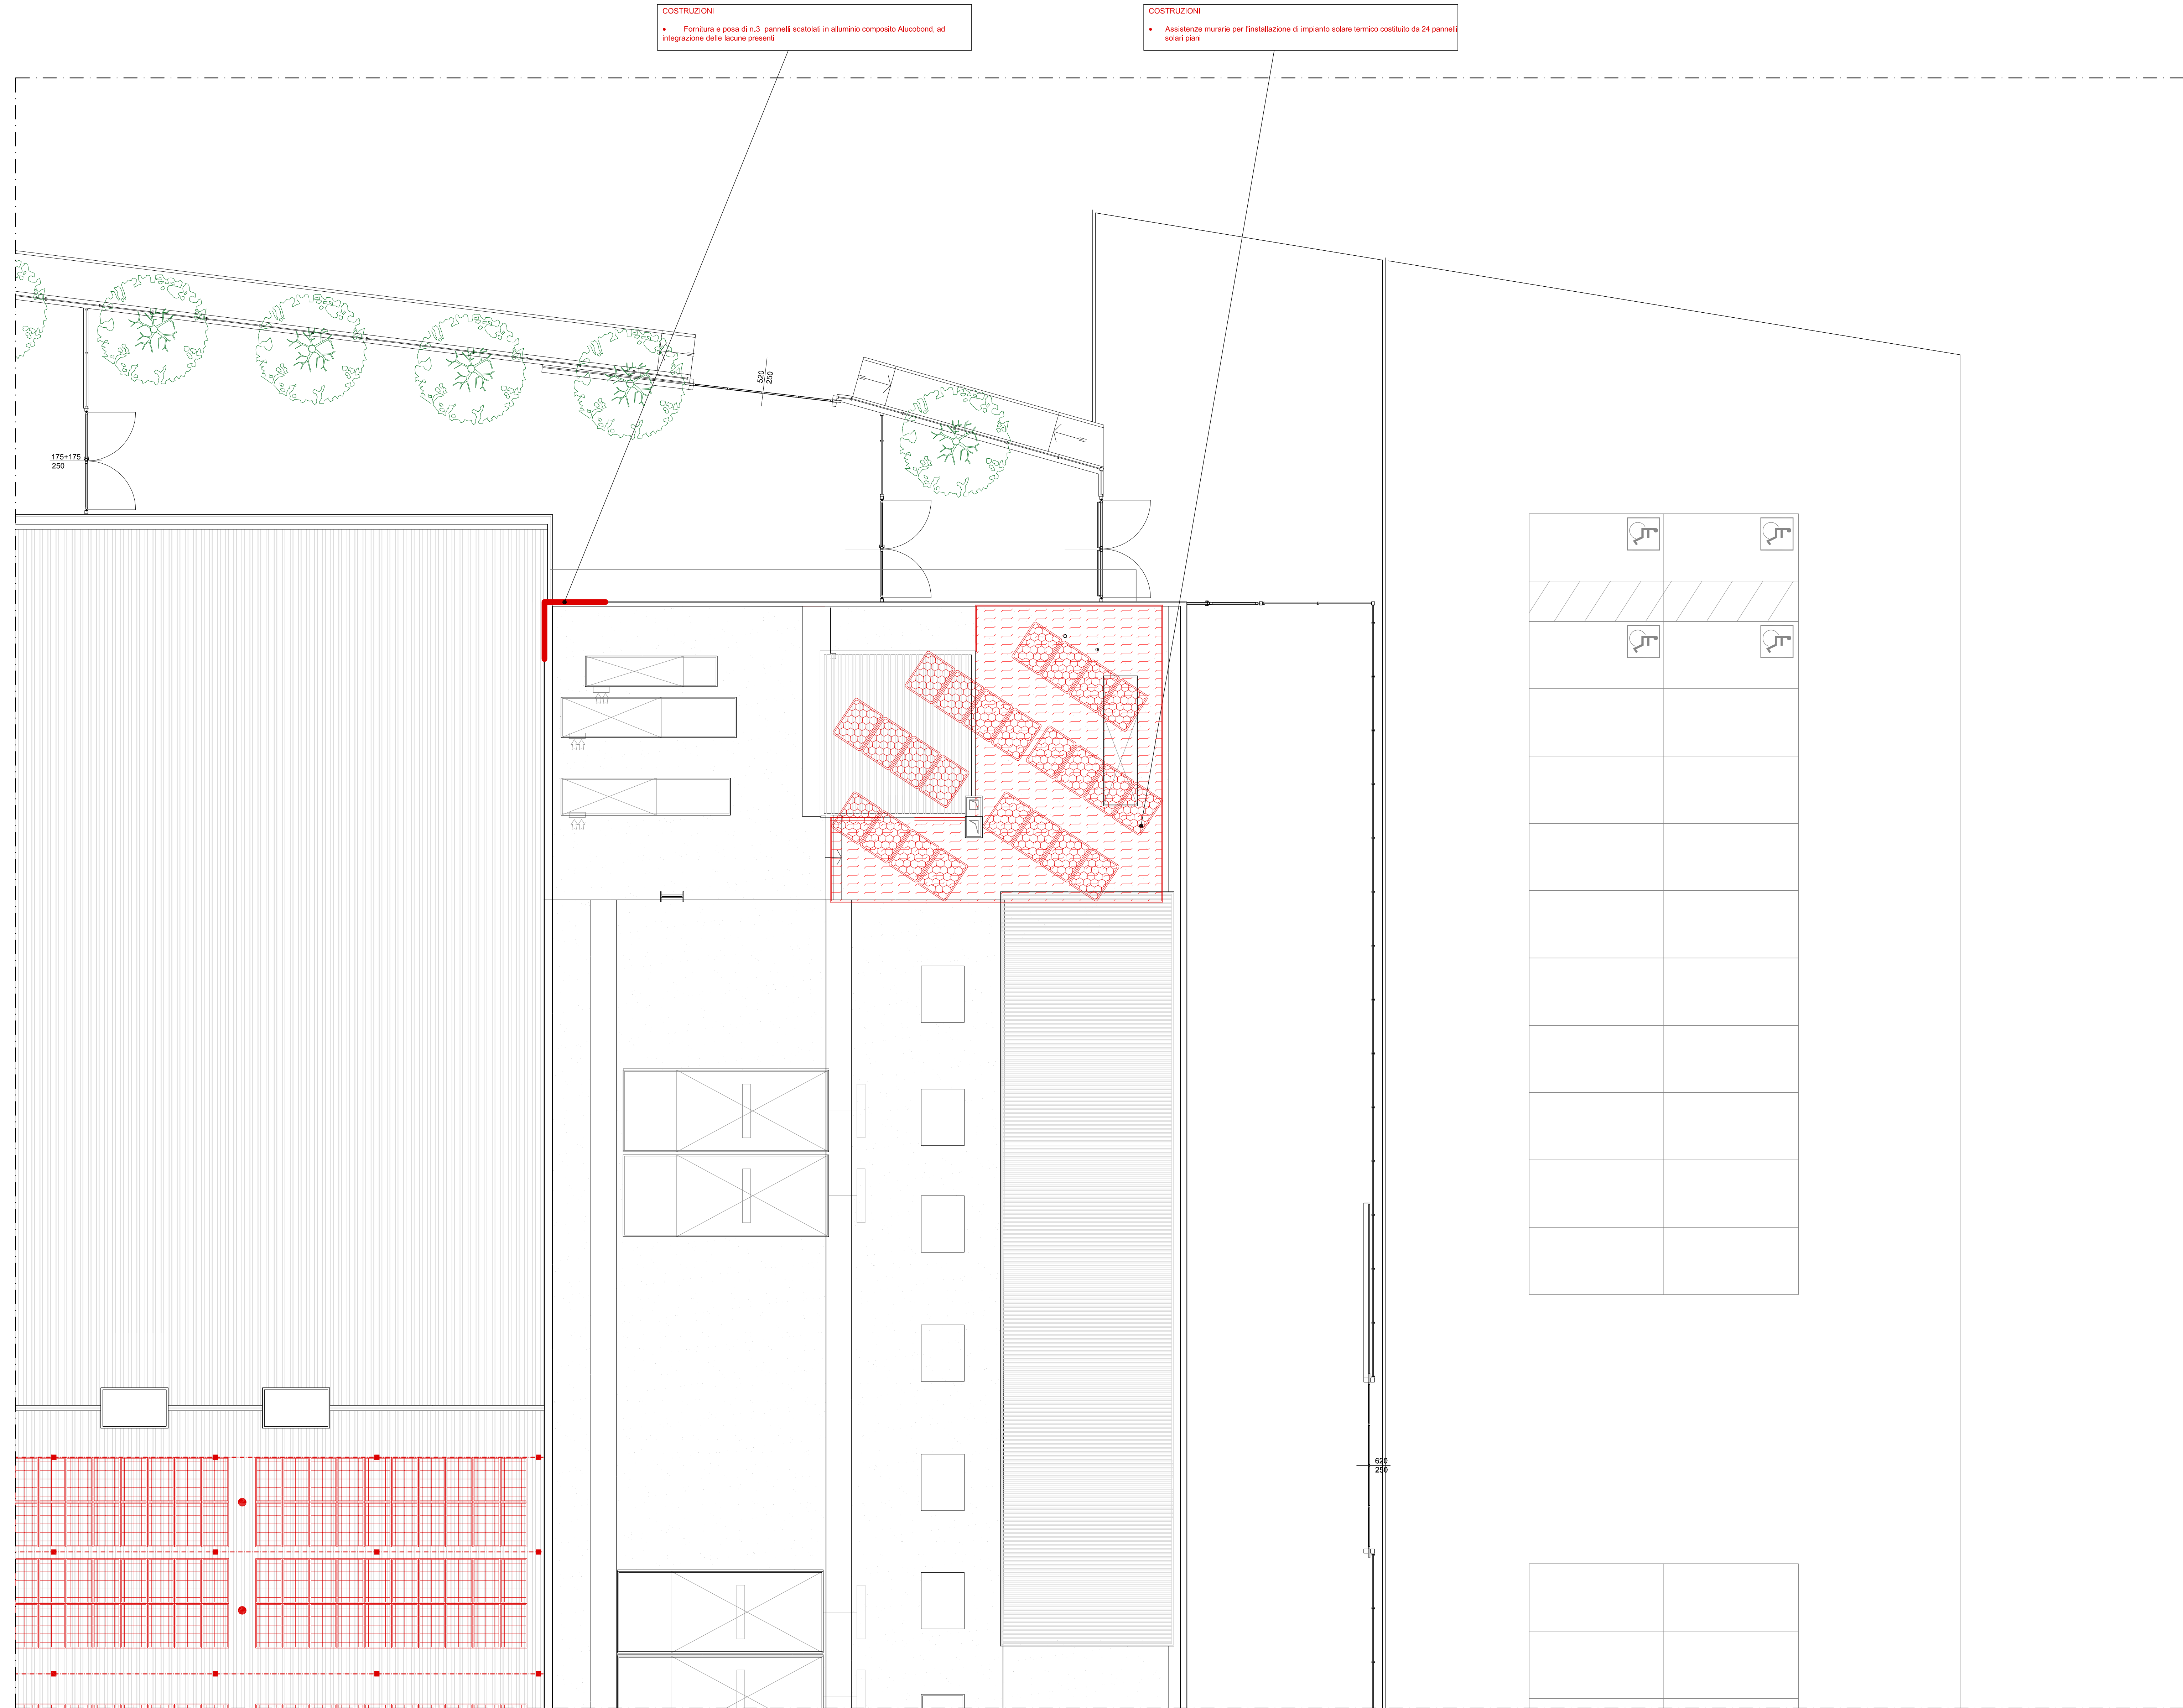 COSTRUZIONI
• Fornitura e posa di n.3 pannelli scatolati in alluminio composito Alucobond, ad
integrazione delle lacune presenti
COSTRUZIONI
• Assistenze murarie per l'installazione di impianto solare termico costituito da 24 pannelli
solari piani
520
250
175+175
250
620
250